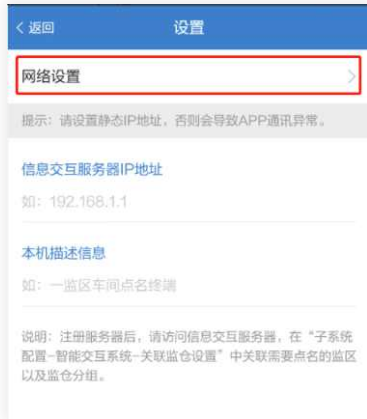 返回 设置
网络设置
提示：请设置静态IP地址，否则会导致APP通讯异常。
信息交互服务器IP地址
如：192.168.1.1
本机描述信息
如：一监区车间点名终端
说明：注册服务器后，请访问信息交互服务器，在“子系统
配置-智能交互系统-关联监仓设置”中关联需要点名的监区
以及监仓分组。